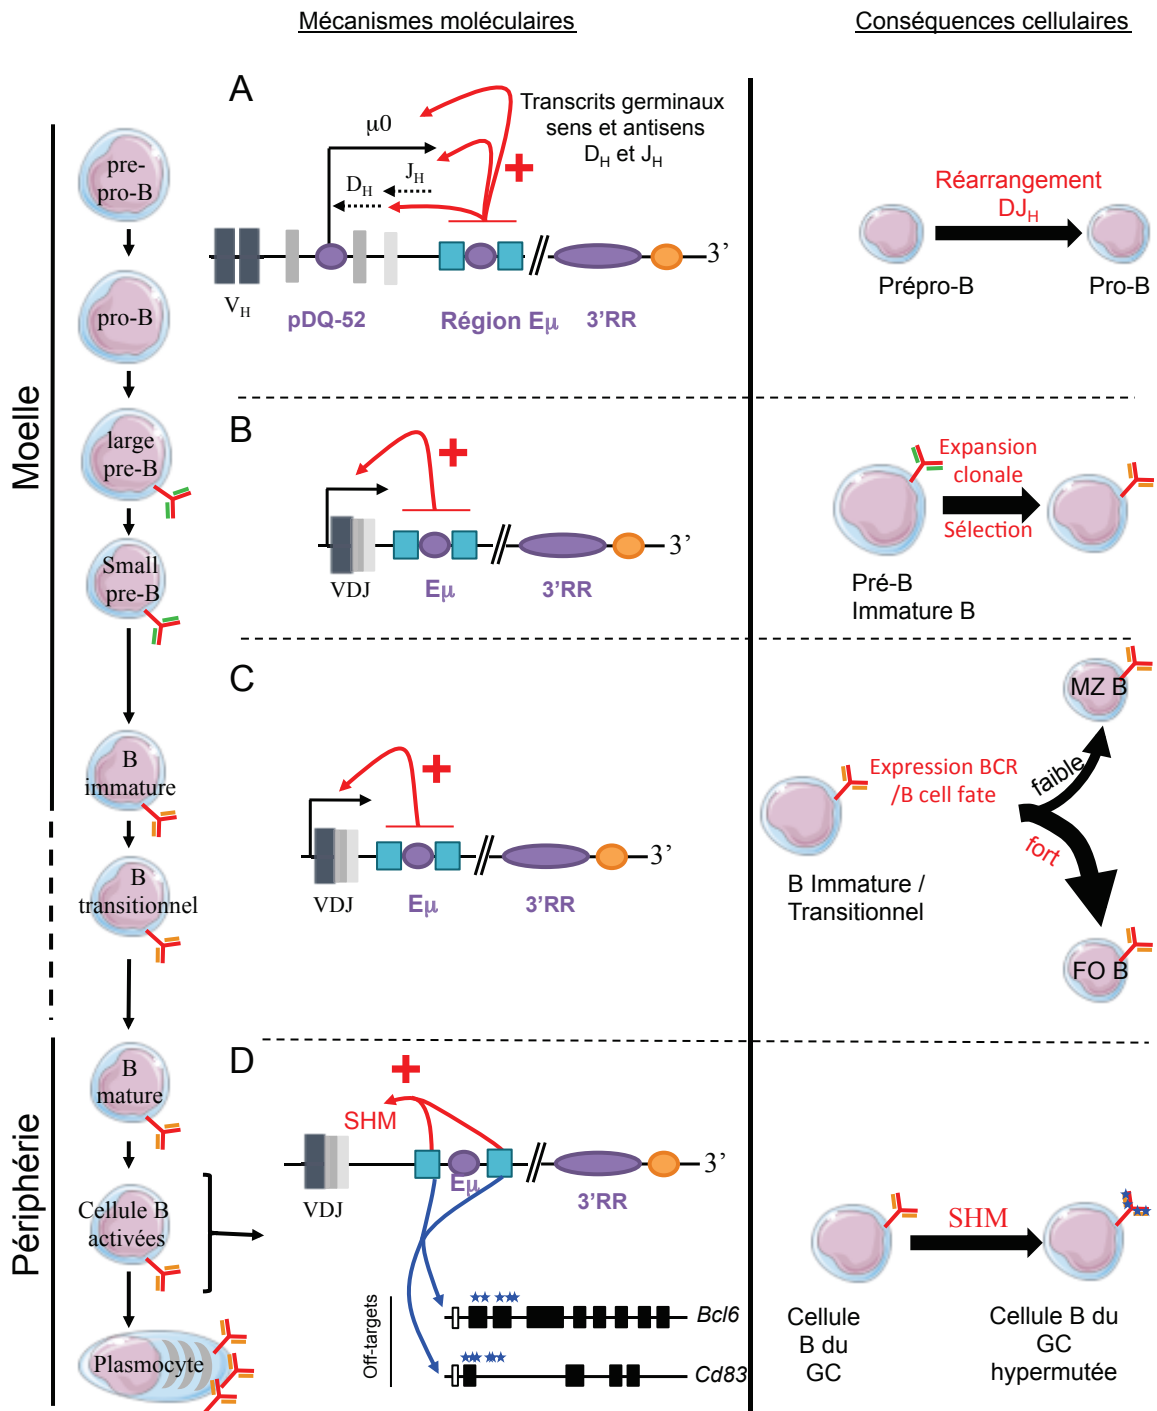 Mécanismes moléculaires
Conséquences cellulaires
Moelle
Périphérie
pre-
pro-B
pro-B
large
pre-B
Small
pre-B
B
immature
B
transitionnel
B
mature
Cellule B
activées
Plasmocyte
A
Transcrits germinaux
sens et antisens
DH et JH
μ0
+
JH
DH
3'
VH
pDQ-52
Région Eμ
3'RR
Réarrangement
DJH
Prépro-B
Pro-B
B
+
3'
VDJ
Eμ
3'RR
Expansion
clonale
Sélection
Pré-B
Immature B
C
+
3'
VDJ
Eμ
3'RR
MZ B
Expression BCR
/B cell fate
faible
fort
B Immature /
Transitionnel
FO B
D
+
SHM
3'
VDJ
Eμ
3'RR
Off-targets
Bcl6
Cd83
SHM
Cellule
B du
GC
Cellule B du
GC
hypermutée